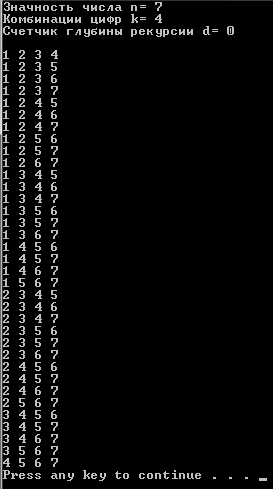 Значность числа n= 7
Комбинации цифр k= 4
Счетчик глубины рекурсии d= 0
1 2 3 4
1 2 3 5
1 2 3 6
1 2 3 7
1 2 4 5
1 2 4 6
1 2 4 7
1 2 5 6
1 2 5 7
1 2 6 7
1 3 4 5
1 3 4 6
1 3 4 7
1 3 5 6
1 3 5 7
1 3 6 7
1 4 5 6
1 4 5 7
1 4 6 7
1 5 6 7
2 3 4 5
2 3 4 6
2 3 4 7
2 3 5 6
2 3 5 7
2 3 6 7
2 4 5 6
2 4 5 7
2 4 6 7
2 5 6 7
3 4 5 6
3 4 5 7
3 4 6 7
3 5 6 7
4 5 6 7
Press any key to continue . . . _